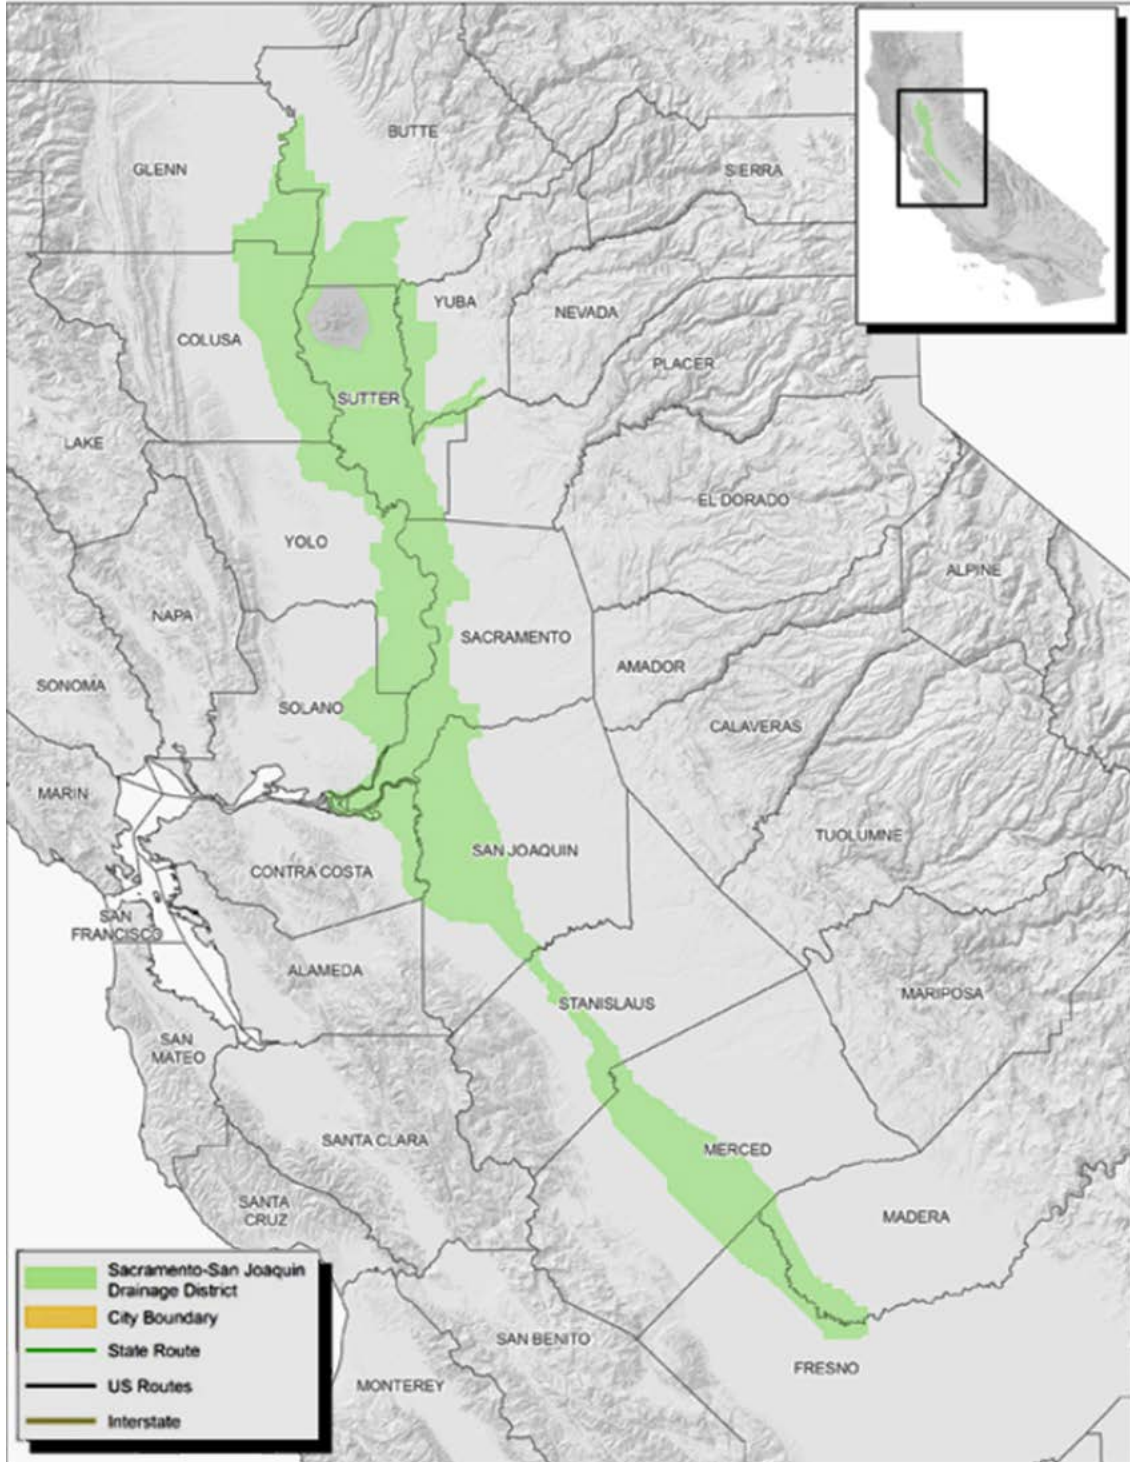 BUTTE
GLENN
SIERRA
YUBA
NEVADA
COLUSA
PLACER
SUTTER
LAKE
EL DORADO
YOLO
ALPINE
NAPA
SACRAMENTO
AMADOR
SONOMA
SOLANO
CALAVERAS
MARIN
TUOLUMNE
SAN JOAQUIN
CONTRA COSTA
SAN
FRANCISCO
ALAMEDA
MARIPOSA
STANISLAUS
SAN
MATEO
SANTA CLARA
MERCED
SANTA
CRUZ
MADERA
SAN BENITO
FRESNO
MONTEREY
Sacramento-San Joaquin
Drainage District
City Boundary
State Route
US Routes
Interstate